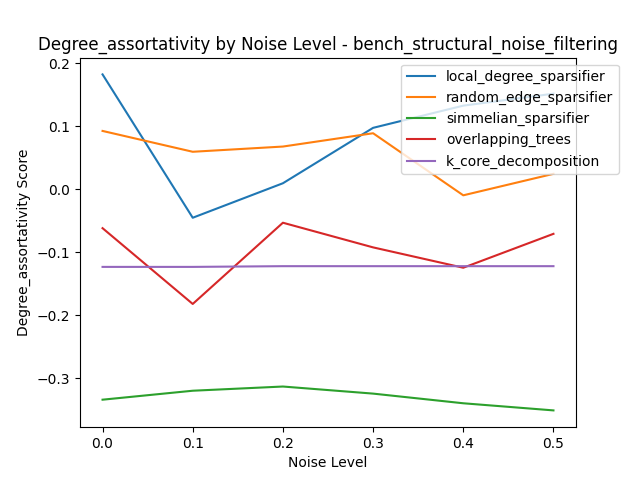 Degree_assortativity by Noise Level - bench_structural_noise_filtering
Degree_assortativity Score
0.2
0.1
0.0
−0.1
−0.2
−0.3
local_degree_sparsifier
random_edge_sparsifier
simmelian_sparsifier
overlapping_trees
k_core_decomposition
0.0 0.1 0.2 0.3 0.4 0.5
Noise Level